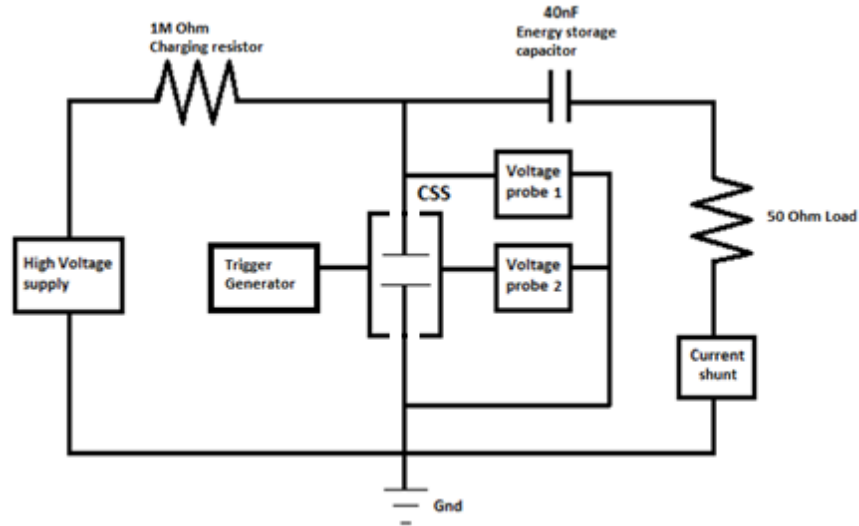 40nF
Energy storage
capacitor
1M Ohm
Charging resistor
CSS
Voltage
probe 1
50 Ohm Load
High Voltage
supply
Trigger
Generator
Voltage
probe 2
Current
shunt
Gnd